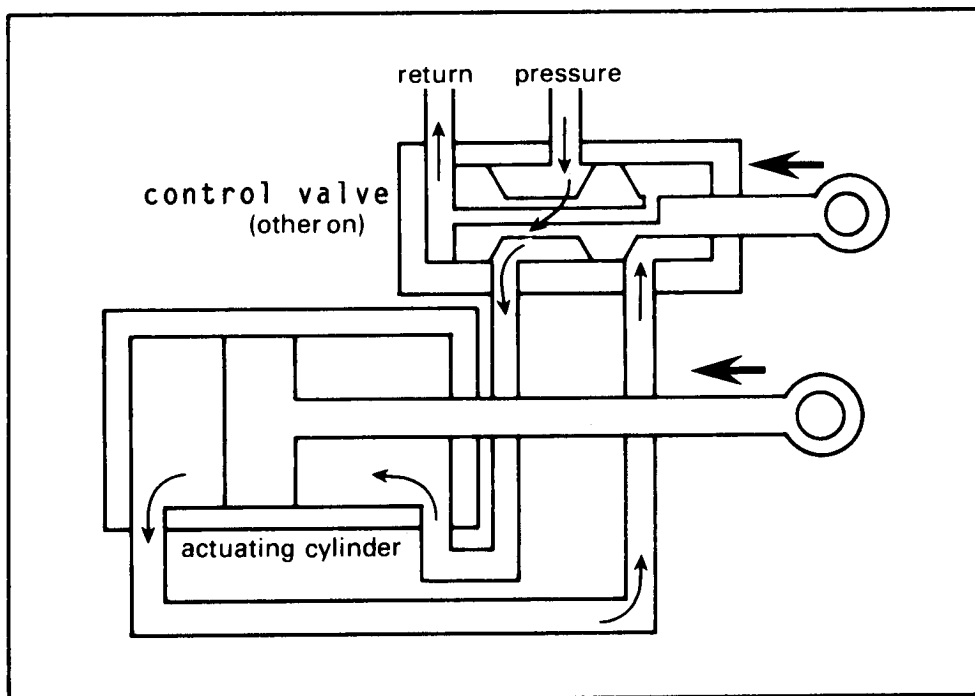 return pressure
control valve
(other on)
actuating cylinder